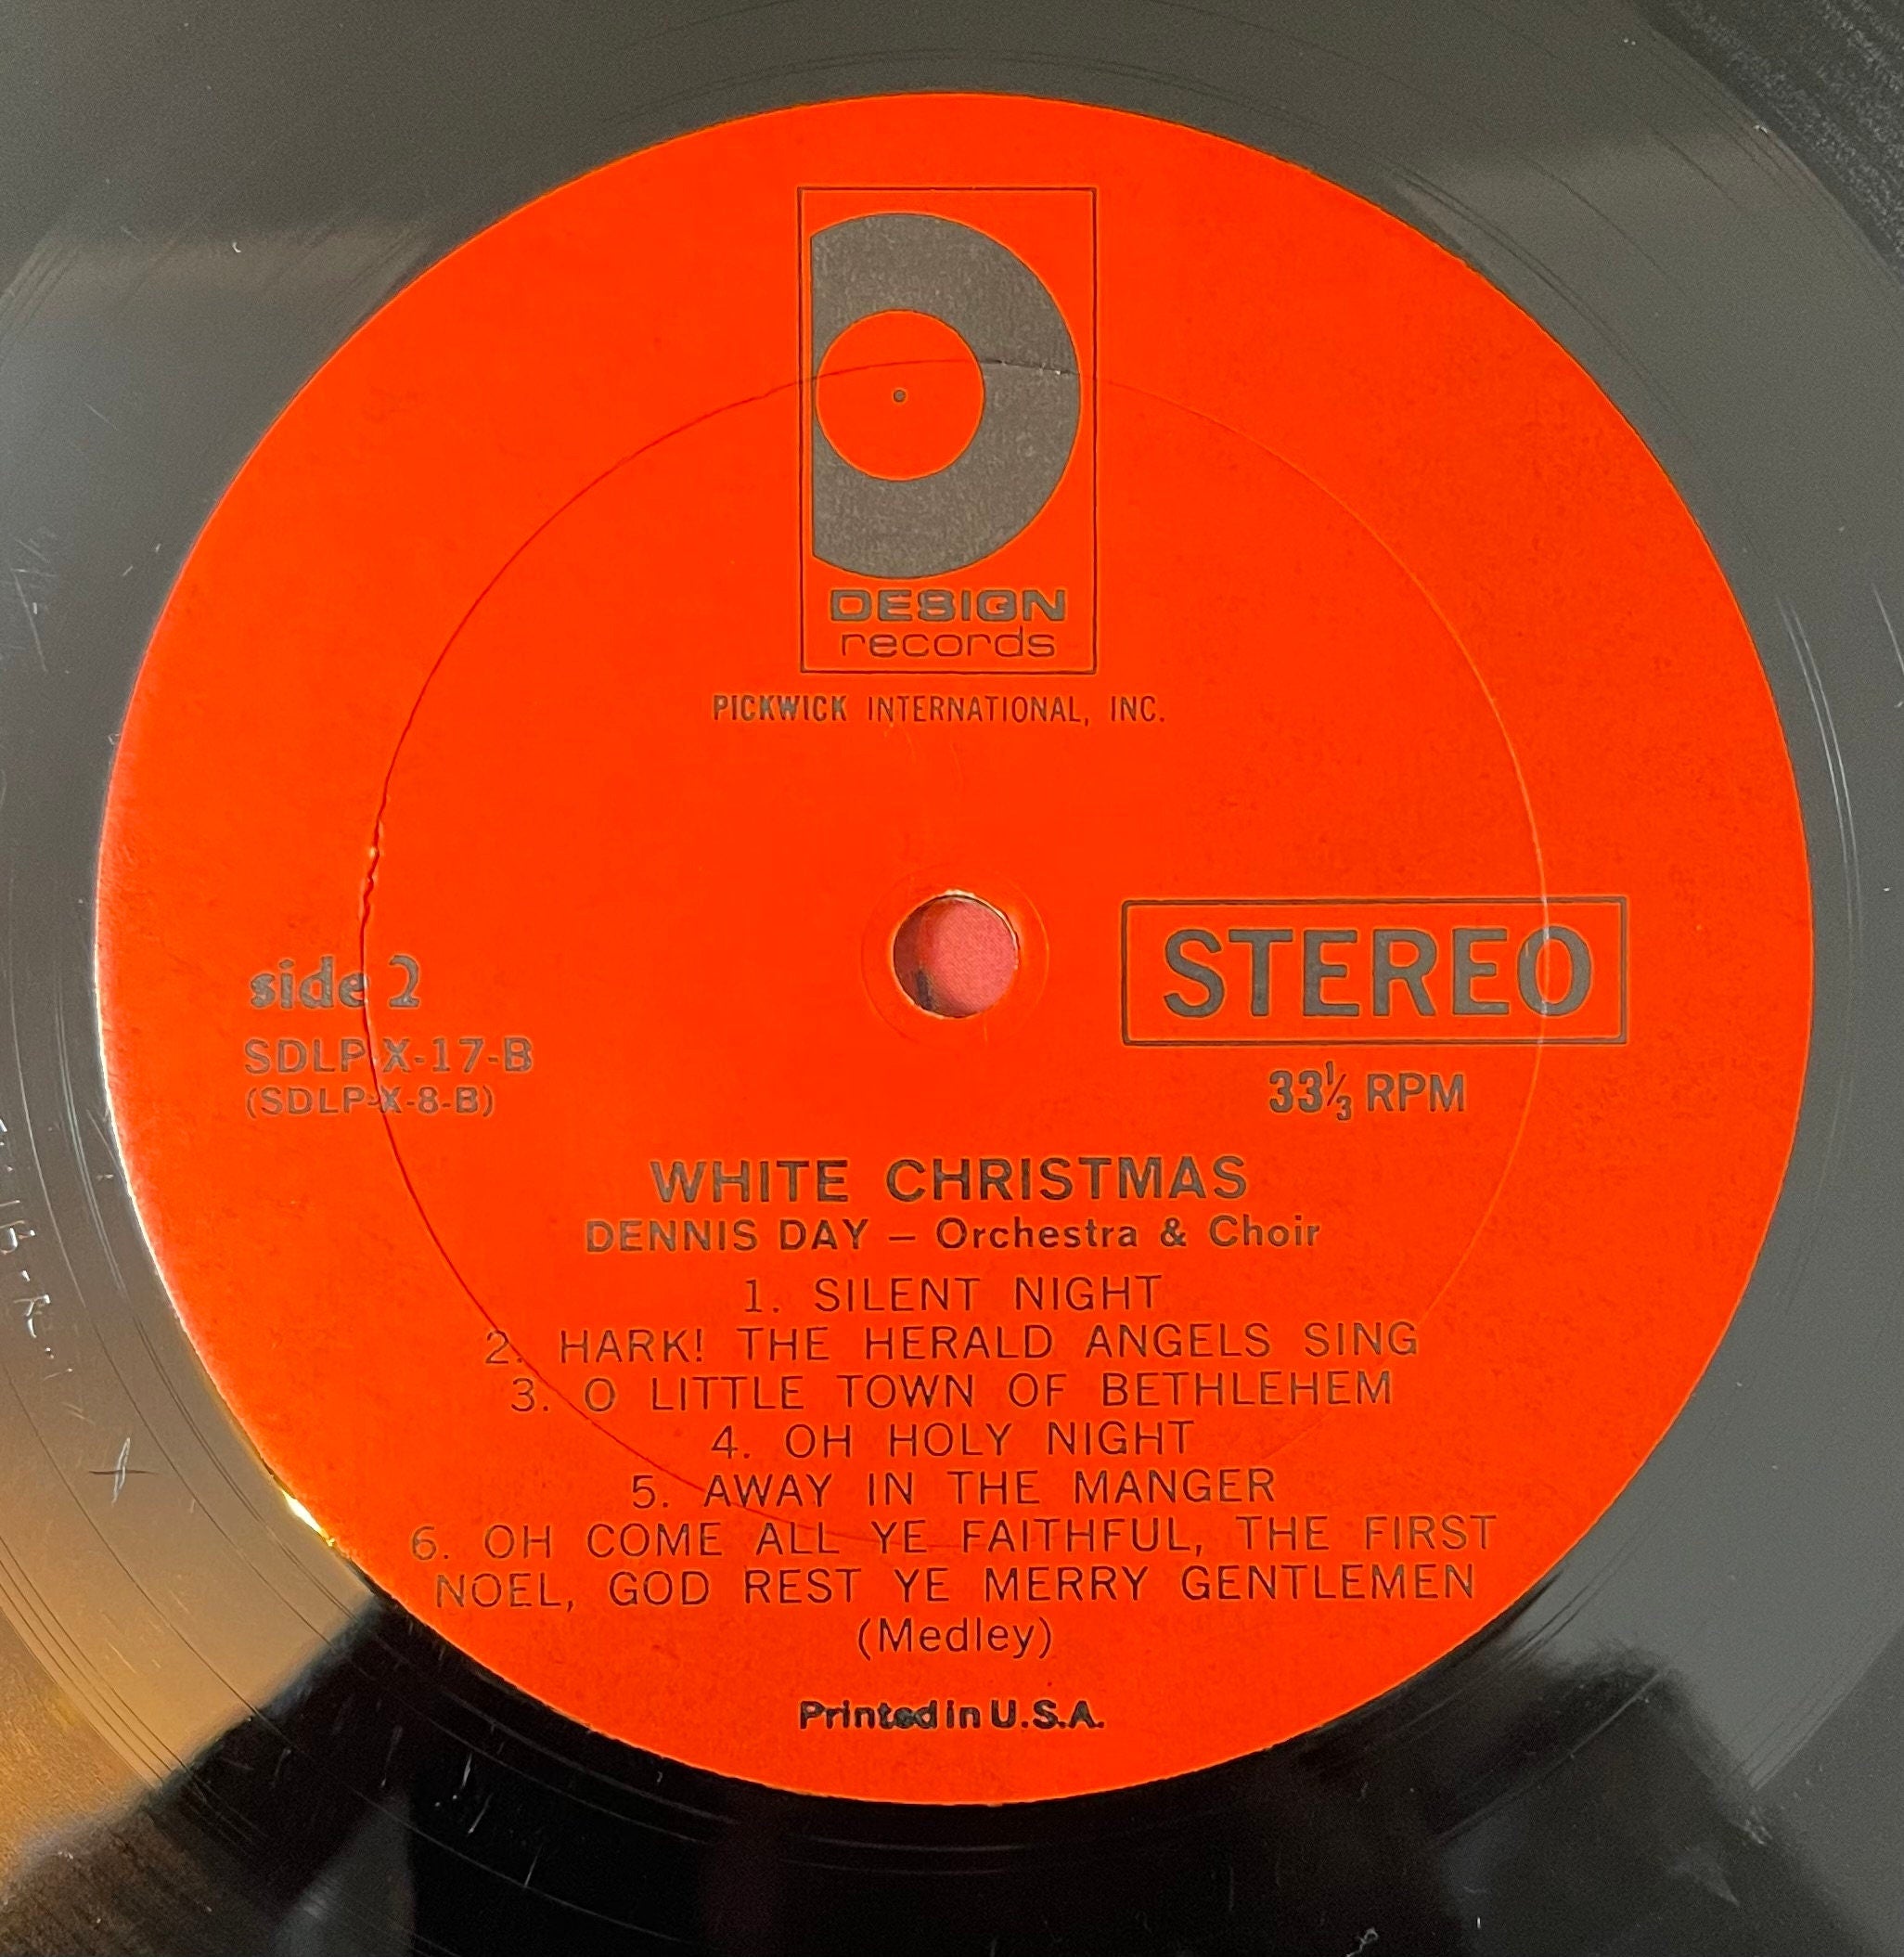 DESIGN
records
PICKWICK INTERNATIONAL, INC.
side 2
SDLP-X-17-B
(SDLP-X-8-B)
STEREO
33⅓ RPM
WHITE CHRISTMAS
DENNIS DAY – Orchestra & Choir
1. SILENT NIGHT
2. HARK! THE HERALD ANGELS SING
3. O LITTLE TOWN OF BETHLEHEM
4. OH HOLY NIGHT
5. AWAY IN THE MANGER
6. OH COME ALL YE FAITHFUL, THE FIRST
NOEL, GOD REST YE MERRY GENTLEMEN
(Medley)
Printed in U.S.A.